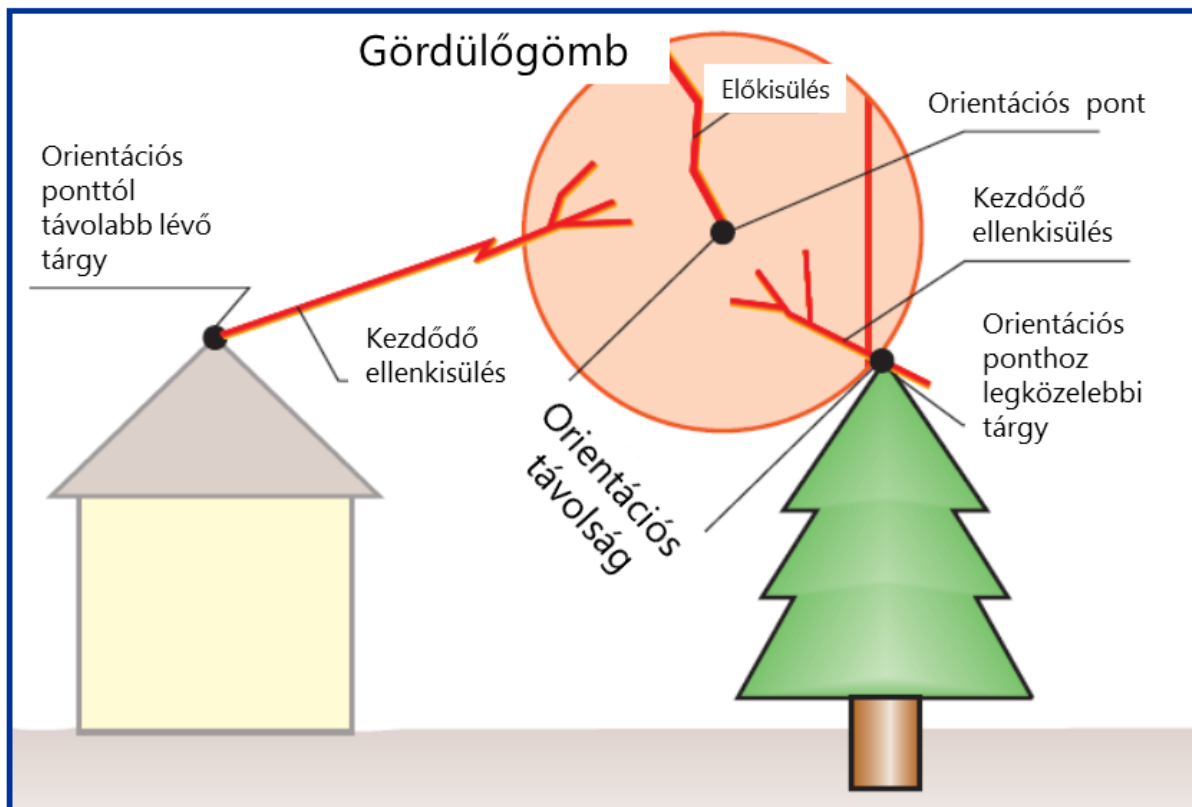 Gördülőgömb
Előkisülés
Orientációs pont
Orientációs
ponttól
távolabb lévő
tárgy
Kezdődő
ellenkisülés
Kezdődő
ellenkisülés
Orientációs
ponthoz
legközelebbi
tárgy
Orientációs
távolság